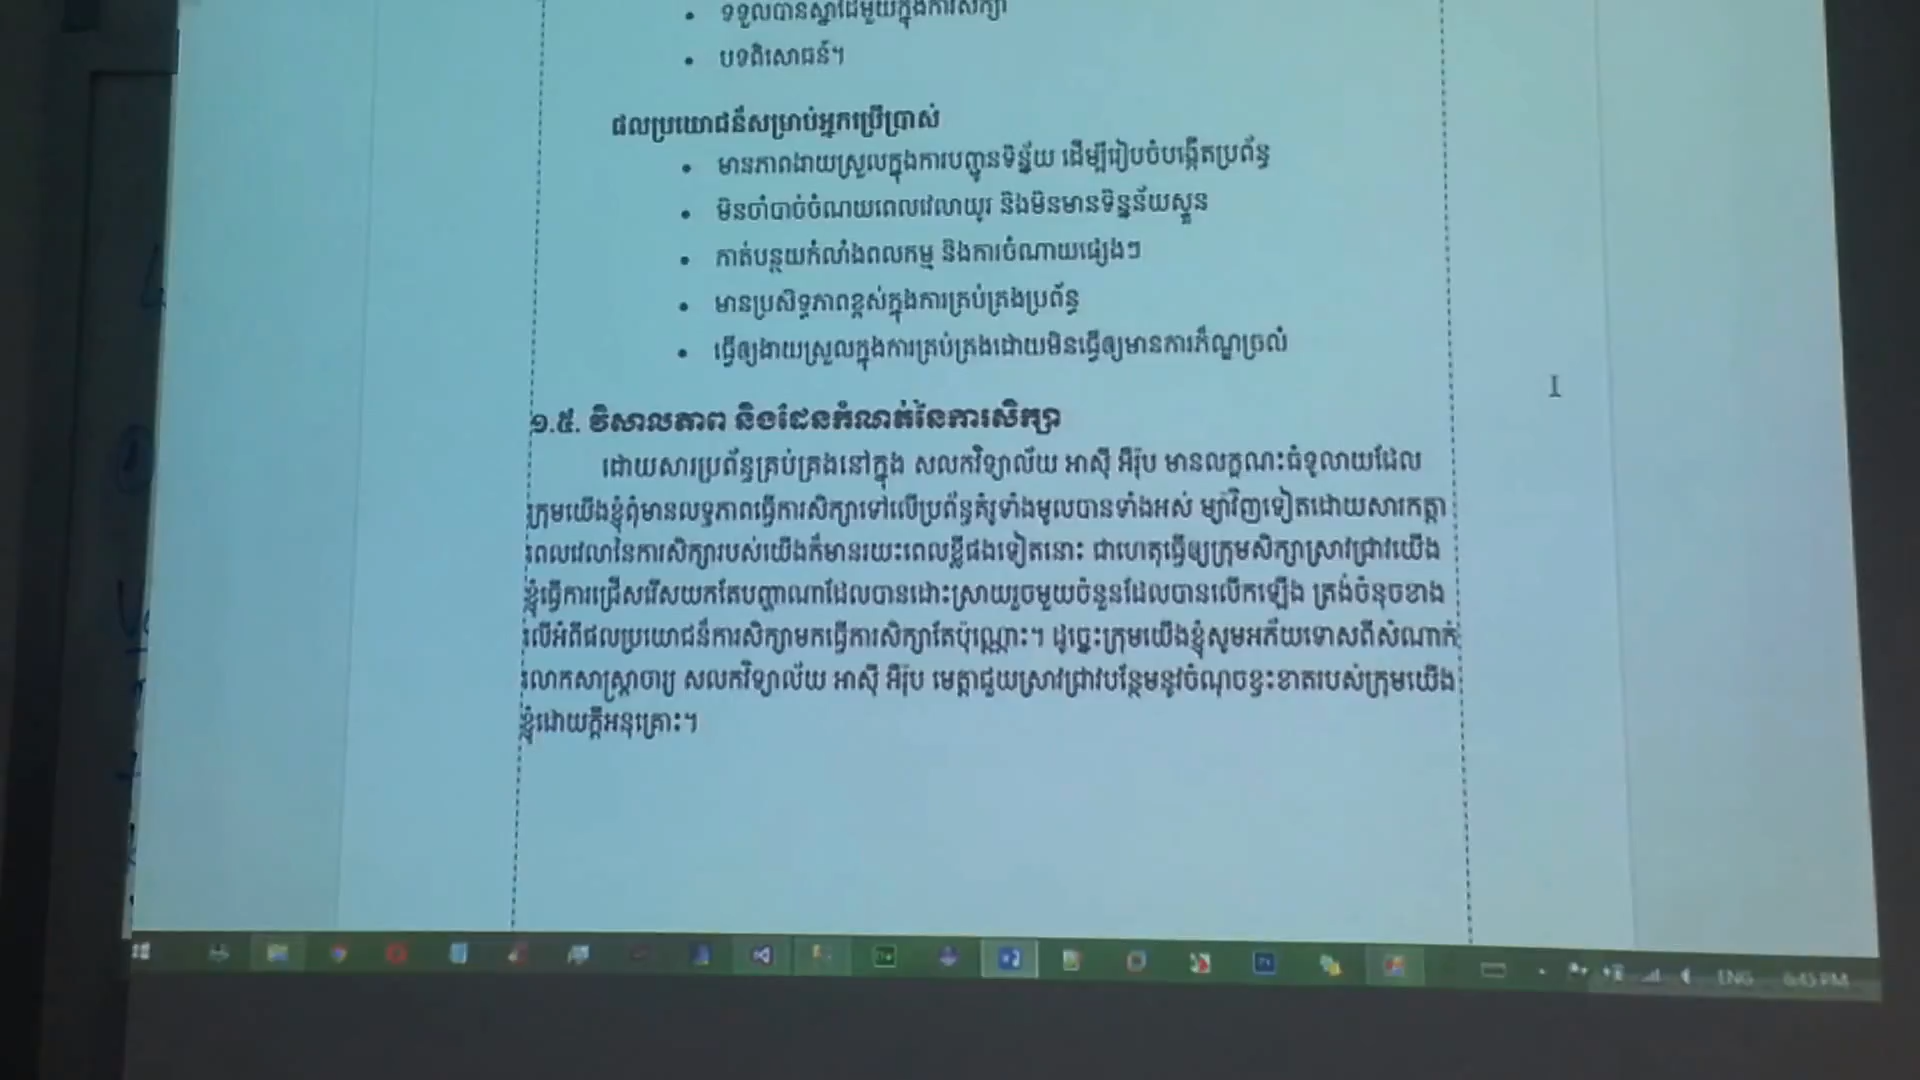 ទទួលបានស្នាដៃមួយក្នុងការសិក្សា
បទពិសោធន៍។
ផលប្រយោជន៍សម្រាប់អ្នកប្រើប្រាស់
មានភាពងាយស្រួលក្នុងការបញ្ចូនទិន្ន័យ ដើម្បីរៀបចំបង្កើតប្រព័ន្ធ
មិនចាំបាច់ចំណយពេលវេលាយូរ និងមិនមានទិន្នន័យស្ទួន
កាត់បន្ថយកំលាំងពលកម្ម និងការចំណាយផ្សេងៗ
មានប្រសិទ្ធភាពខ្ពស់ក្នុងការគ្រប់គ្រងប្រព័ន្ធ
ធ្វើឲ្យងាយស្រួលក្នុងការគ្រប់គ្រងដោយមិនធ្វើឲ្យមានការភ័ណ្ឌច្រលំ
១.៥. វិសាលភាព និងដែនកំណត់នៃការសិក្សា
ដោយសារប្រព័ន្ធគ្រប់គ្រងនៅក្នុង សលកវិទ្យាល័យ អាស៊ី អឺរ៉ុប មានលក្ខណះធំទូលាយដែល
ក្រុមយើងខ្ញុំពុំមានលទ្ធភាពធ្វើការសិក្សាទៅលើប្រព័ន្ធគំរូទាំងមូលបានទាំងអស់ ម្យ៉ាវិញទៀតដោយសារកត្តា
ពេលវេលានៃការសិក្សារបស់យើងក៏មានរយះពេលខ្លីផងទៀតនោះ ជាហេតុធ្វើឲ្យក្រុមសិក្សាស្រាវជ្រាវយើង
ខ្ញុំធ្វើការជ្រើសរើសយកតែបញ្ហាណាដែលបានដោះស្រាយរួចមួយចំនួនដែលបានលើកឡើង ត្រង់ចំនុចខាង
លើអំពីផលប្រយោជន៍ការសិក្សាមកធ្វើការសិក្សាតែប៉ុណ្ណោះ។ ដូច្នេះក្រុមយើងខ្ញុំសូមអភ័យទោសពីសំណាក់
លោកសាស្ត្រាចារ្យ សលកវិទ្យាល័យ អាស៊ី អឺរ៉ុប មេត្តាជួយស្រាវជ្រាវបន្ថែមនូវចំណុចខ្វះខាតរបស់ក្រុមយើង
ខ្ញុំដោយក្តីអនុគ្រោះ។
ENG 6:45 PM